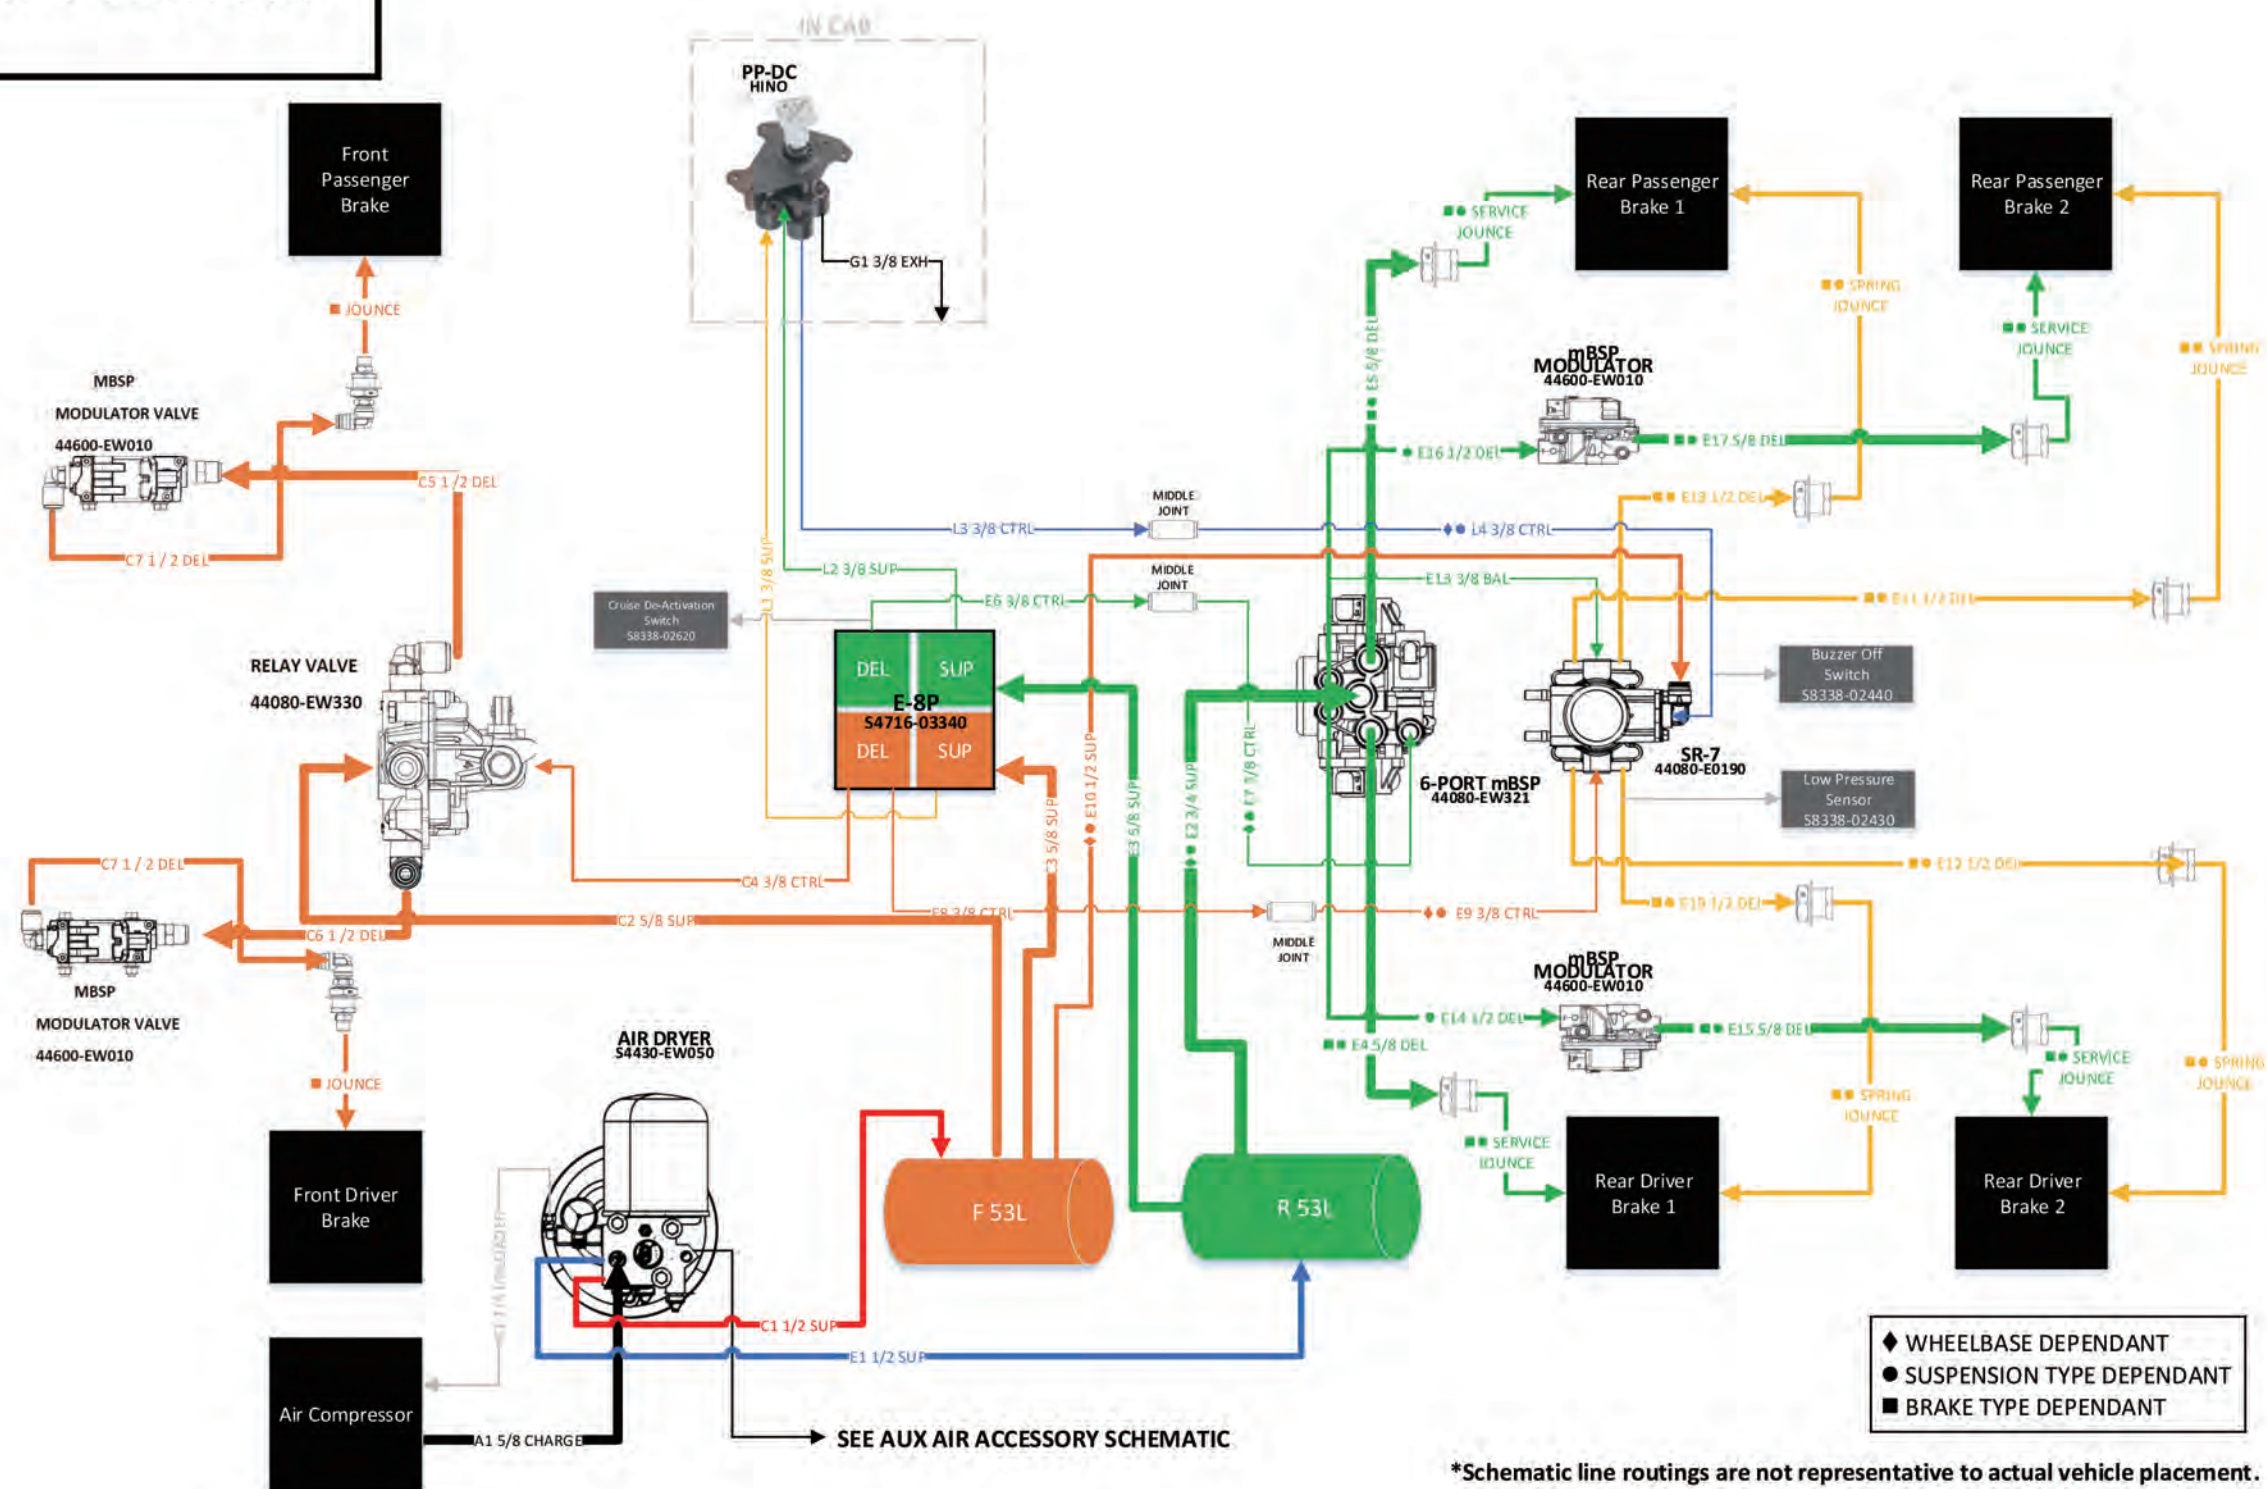 IN CAB
PP-DC
HINO
G1 3/8 EXH
Front
Passenger
Brake
JOUNCE
MBSP
MODULATOR VALVE
44600-EW010
C5 1/2 DEL
C7 1/2 DEL
RELAY VALVE
44080-EW330
Cruise De-Activation
Switch
S8338-02620
L1 3/8 SUP
L2 3/8 SUP
L3 3/8 CTRL
MIDDLE
JOINT
L4 3/8 CTRL
E6 3/8 CTRL
MIDDLE
JOINT
DEL
SUP
E-8P
S4716-03340
DEL
SUP
C4 3/8 CTRL
E8 3/8 CTRL
MIDDLE
JOINT
E9 3/8 CTRL
C2 5/8 SUP
C3 5/8 SUP
E10 1/2 SUP
E3 5/8 SUP
E2 3/4 SUP
E7 3/8 CTRL
C7 1/2 DEL
C6 1/2 DEL
MBSP
MODULATOR VALVE
44600-EW010
JOUNCE
Front Driver
Brake
Air Compressor
A1 5/8 CHARGE
AIR DRYER
S4430-EW050
C1 1/2 SUP
E1 1/2 SUP
SEE AUX AIR ACCESSORY SCHEMATIC
F 53L
R 53L
SERVICE
JOUNCE
Rear Passenger
Brake 1
Rear Passenger
Brake 2
SPRING
JOUNCE
SERVICE
JOUNCE
SPRING
JOUNCE
E5 5/8 DEL
mBSP
MODULATOR
44600-EW010
E16 1/2 DEL
E17 5/8 DEL
E13 1/2 DEL
E13 3/8 BAL
E11 1/2 DEL
Buzzer Off
Switch
S8338-02440
SR-7
44080-E0190
6-PORT mBSP
44080-EW321
Low Pressure
Sensor
S8338-02430
E12 1/2 DEL
E19 1/2 DEL
mBSP
MODULATOR
44600-EW010
E14 1/2 DEL
E15 5/8 DEL
E4 5/8 DEL
SERVICE
JOUNCE
SPRING
JOUNCE
SERVICE
JOUNCE
SPRING
JOUNCE
Rear Driver
Brake 1
Rear Driver
Brake 2
♦ WHEELBASE DEPENDANT
● SUSPENSION TYPE DEPENDANT
■ BRAKE TYPE DEPENDANT
*Schematic line routings are not representative to actual vehicle placement.